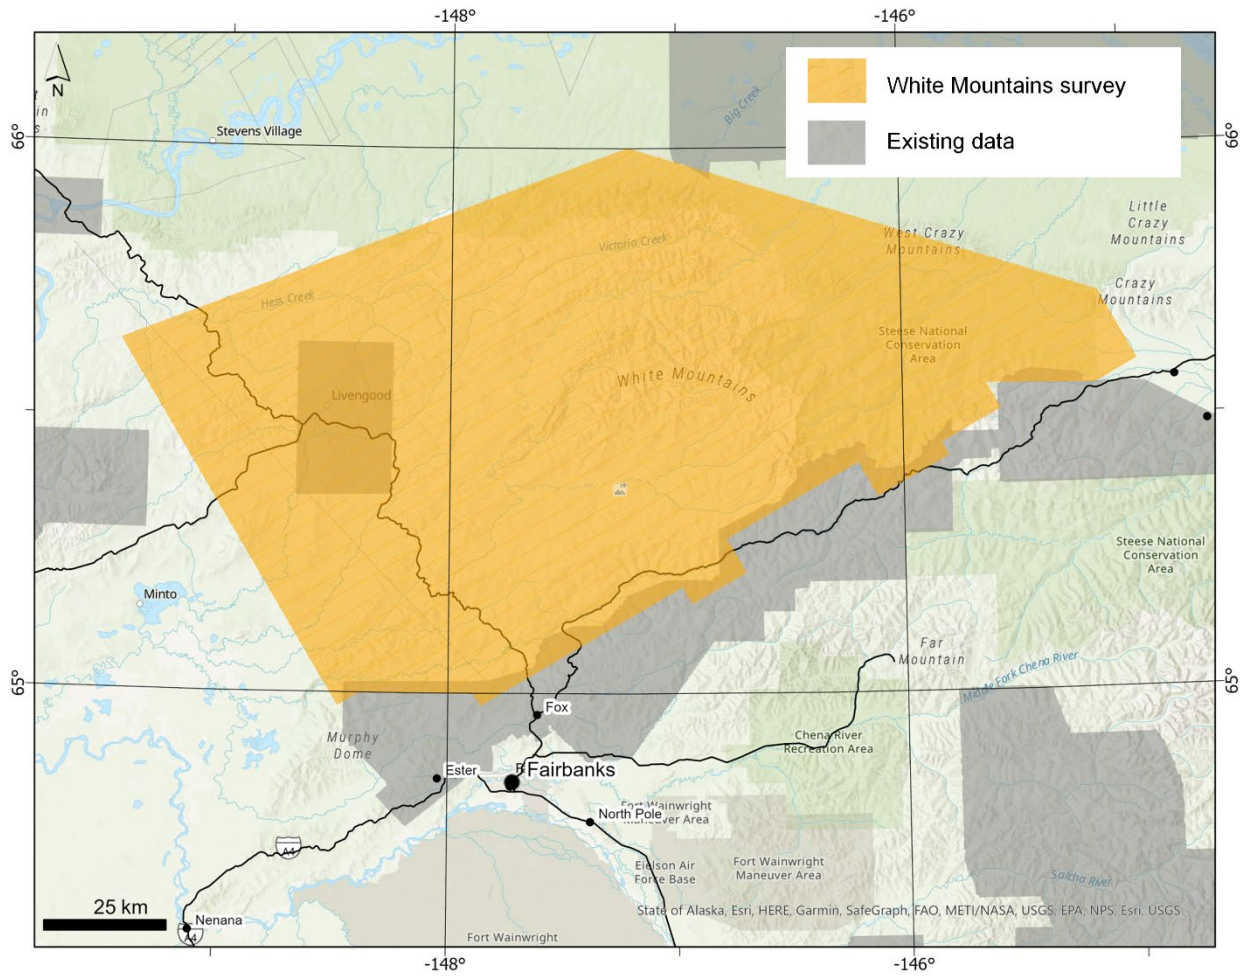 -148°
-146°
N
White Mountains survey
Existing data
Big Creek
Stevens Village
66°
66°
Little
Crazy
Mountains
West Crazy
Mountains
Victoria Creek
Crazy
Mountains
Hess Creek
Steese National
Conservation
Area
White Mountains
Livengood
Steese National
Conservation
Area
Minto
Far
Mountain
Middle Fork Chena River
65°
65°
Fox
Murphy
Dome
Chena River
Recreation Area
Ester
Fairbanks
North Pole
Fort Wainwright
Maneuver Area
A4
Eielson Air
Force Base
Fort Wainwright
Maneuver Area
Salcha River
25 km
Nenana
A4
State of Alaska, Esri, HERE, Garmin, SafeGraph, FAO, METI/NASA, USGS, EPA, NPS, Esri, USGS
Fort Wainwright
-148°
-146°